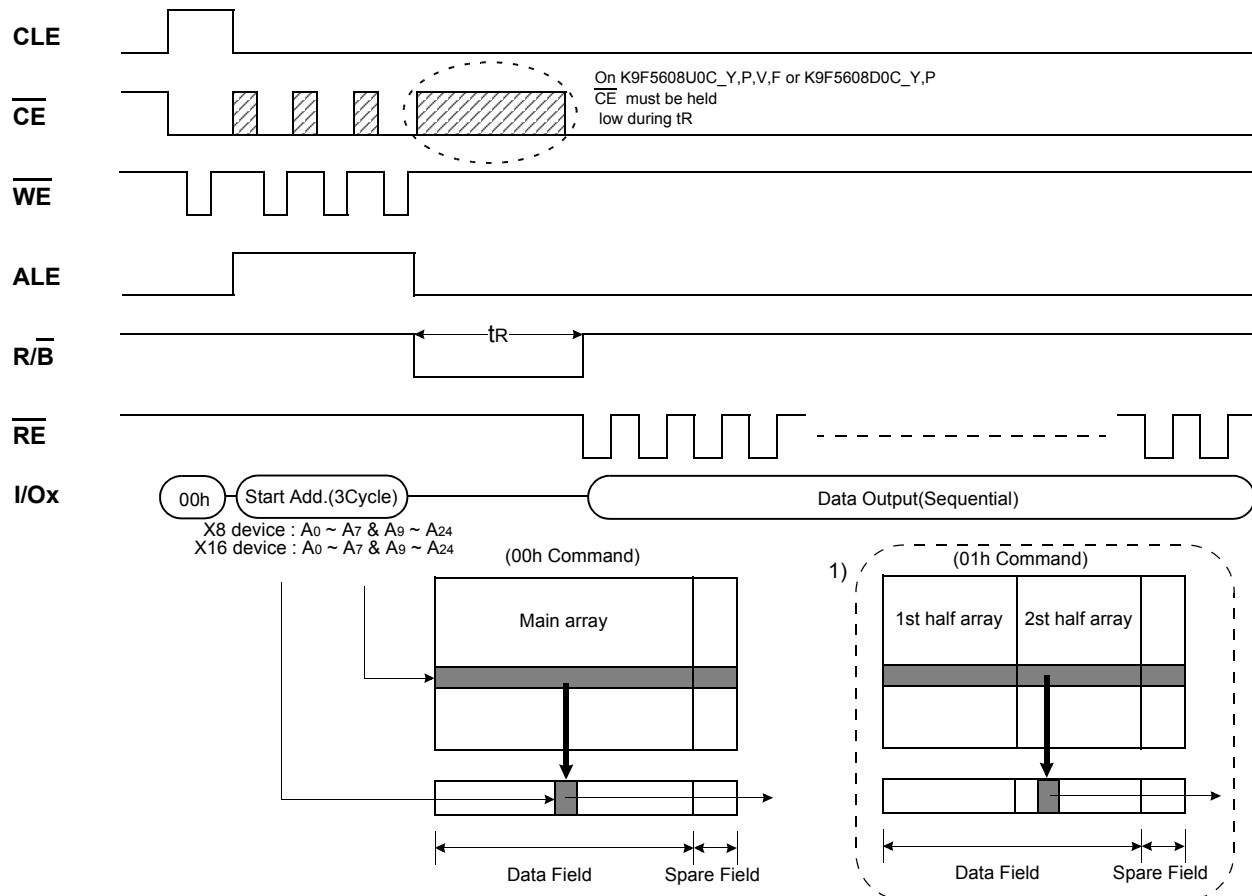 CLE
On K9F5608U0C_Y,P,V,F or K9F5608D0C_Y,P
CE must be held
low during tR
CE
WE
ALE
R/B
tR
RE
I/Ox
00h
Start Add.(3Cycle)
Data Output(Sequential)
X8 device : A0 ~ A7 & A9 ~ A24
X16 device : A0 ~ A7 & A9 ~ A24
(00h Command)
1)
(01h Command)
Main array
1st half array
2st half array
Data Field
Spare Field
Data Field
Spare Field